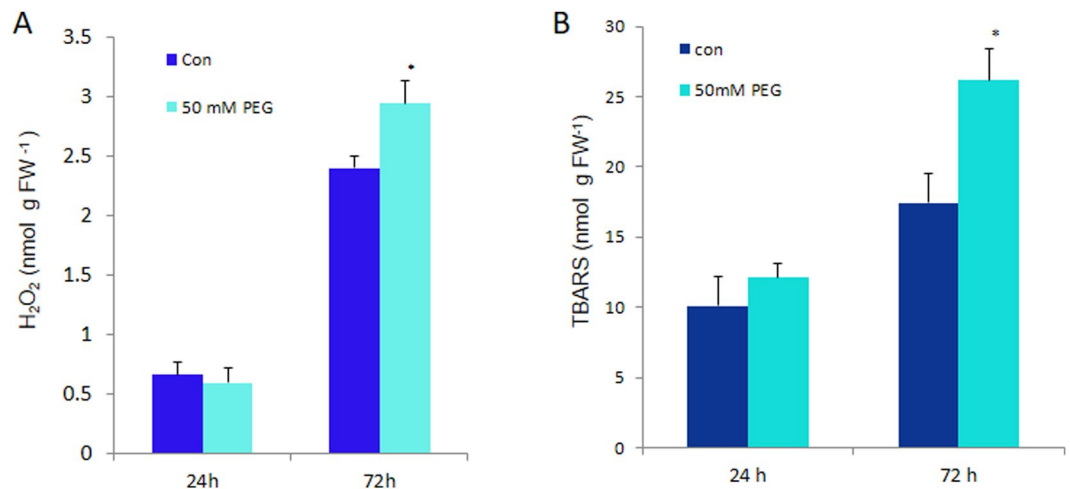 A
H₂O₂ (nmol g FW⁻¹)
3.5
3
2.5
2
1.5
1
0.5
0
Con
50 mM PEG
*
24h
72h
B
TBARS (nmol g FW⁻¹)
30
25
20
15
10
5
0
con
50mM PEG
*
24 h
72 h